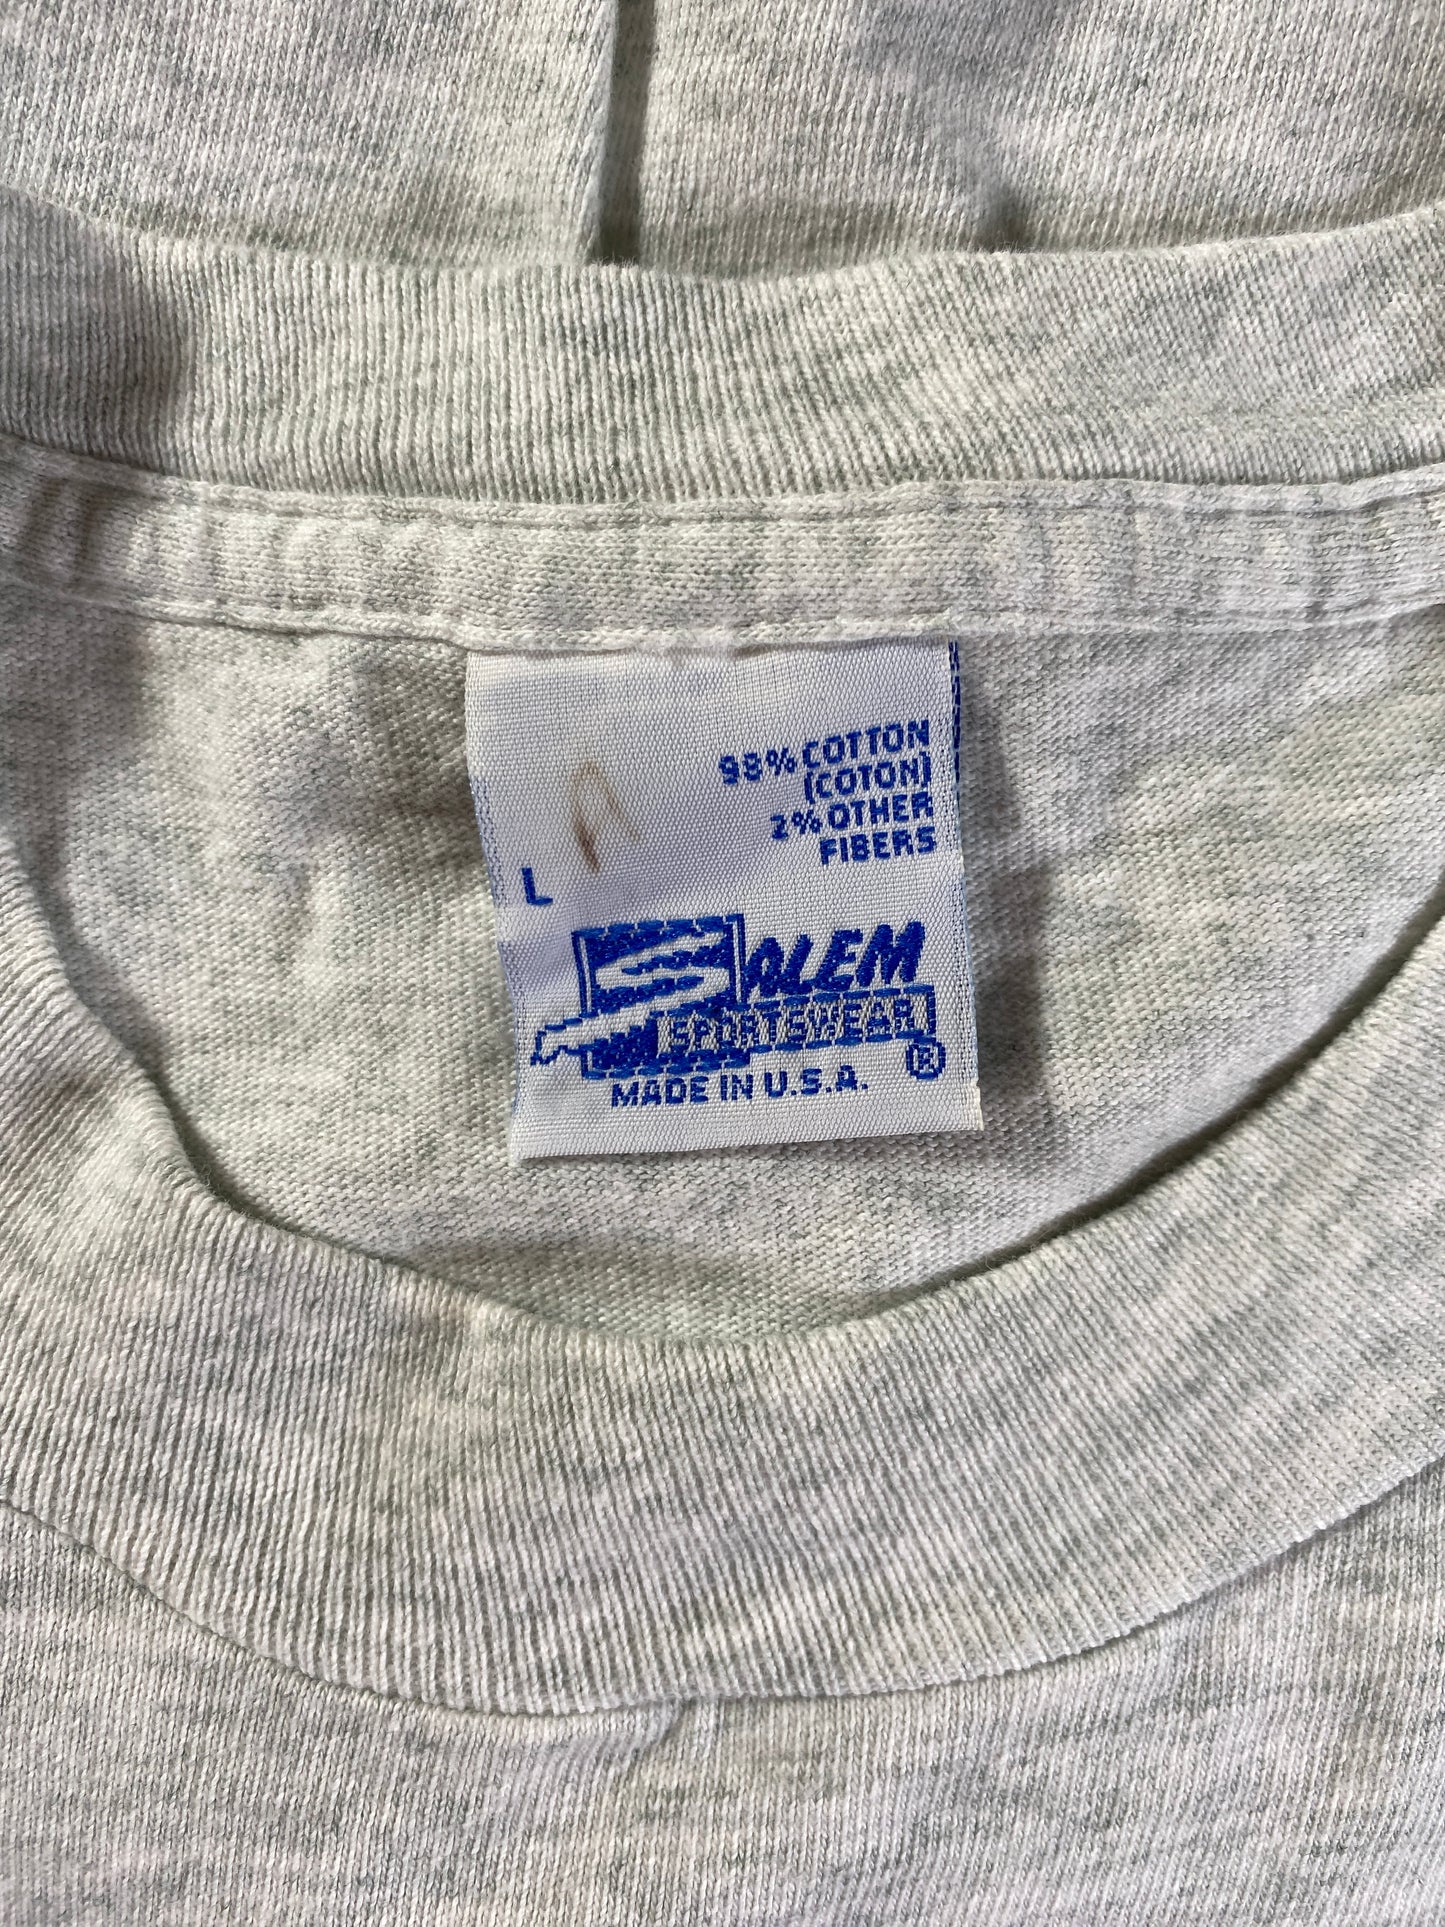 98% COTTON
(COTON)
2% OTHER
FIBERS
L
SALEM
SPORTSWEAR
®
MADE IN U.S.A.